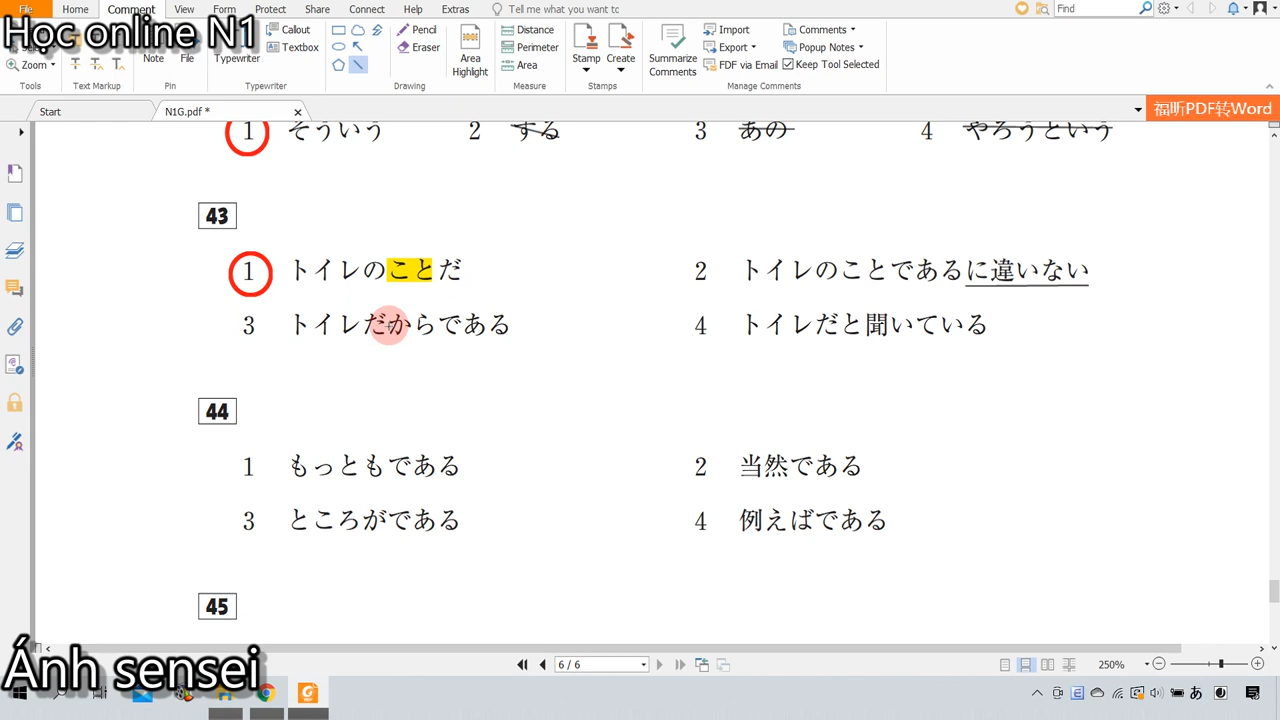 File Home Comment View Form Protect Share Connect Help Extras Tell me what you want to Find
Học online N1
Zoom Note File Typewriter Callout Textbox Pencil Eraser Area Highlight Distance Perimeter Area Stamp Create Summarize Comments Import Export FDF via Email Comments Popup Notes Keep Tool Selected
Tools Text Markup Pin Typewriter Drawing Measure Stamps Manage Comments
Start N1G.pdf * 福昕PDF转Word
1 そういう 2 する 3 あの 4 やろうという
43
1 トイレのことだ 2 トイレのことであるに違いない
3 トイレだからである 4 トイレだと聞いている
44
1 もっともである 2 当然である
3 ところがである 4 例えばである
45
Ánh sensei
6 / 6 250%